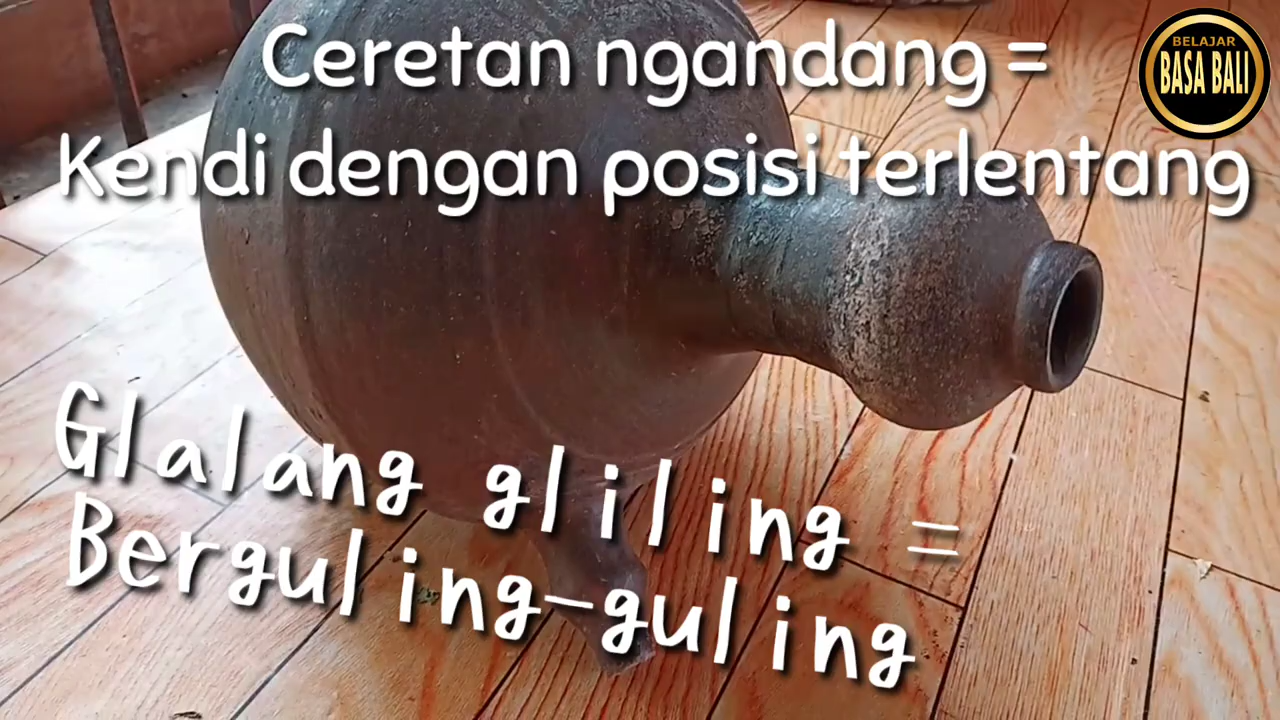 Ceretan ngandang =
BELAJAR
BASA BALI
Kendi dengan posisi terlentang
Glalang gliling =
Berguling-guling